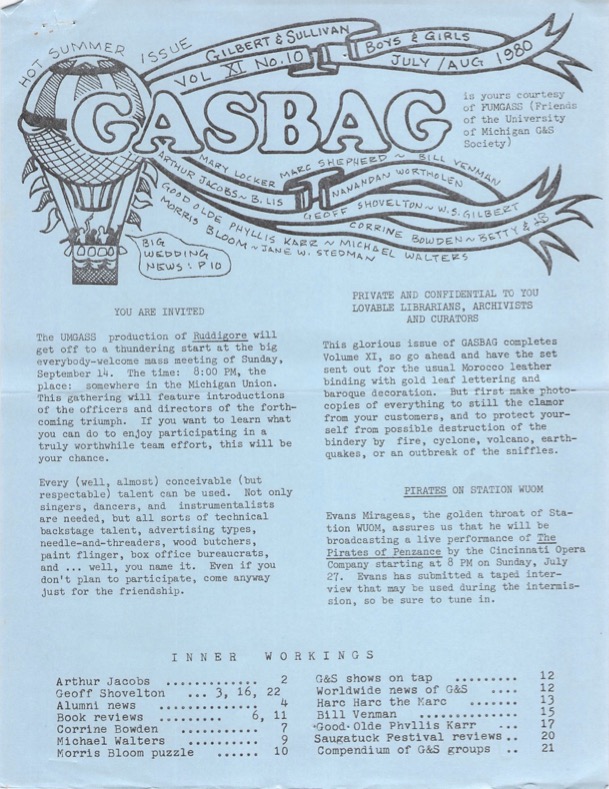 HOT SUMMER ISSUE
GILBERT & SULLIVAN BOYS & GIRLS
VOL XI No. 10 JULY / AUG 1980
GASBAG
is yours courtesy
of FUMGASS (Friends
of the University
of Michigan G&S
Society)
MARY LOCKER MARC SHEPHERD ~ BILL VENMAN
ARTHUR JACOBS ~ B. LIS NANANDAN WORTHOLEN
GEOFF SHOVELTON ~ W.S. GILBERT
GOOD OLDE PHYLLIS KARR ~ CORRINE BOWDEN ~ BETTY &
MORRIS BLOOM ~ JANE W. STEDMAN ~ MICHAEL WALTERS
BIG
WEDDING
NEWS: P 10
YOU ARE INVITED
The UMGASS production of Ruddigore will
get off to a thundering start at the big
everybody-welcome mass meeting of Sunday,
September 14. The time: 8:00 PM, the
place: somewhere in the Michigan Union.
This gathering will feature introductions
of the officers and directors of the forth-
coming triumph. If you want to learn what
you can do to enjoy participating in a
truly worthwhile team effort, this will be
your chance.
Every (well, almost) conceivable (but
respectable) talent can be used. Not only
singers, dancers, and instrumentalists
are needed, but all sorts of technical
backstage talent, advertising types,
needle-and-threaders, wood butchers,
paint flinger, box office bureaucrats,
and ... well, you name it. Even if you
don't plan to participate, come anyway
just for the friendship.
PRIVATE AND CONFIDENTIAL TO YOU
LOVABLE LIBRARIANS, ARCHIVISTS
AND CURATORS
This glorious issue of GASBAG completes
Volume XI, so go ahead and have the set
sent out for the usual Morocco leather
binding with gold leaf lettering and
baroque decoration. But first make photo-
copies of everything to still the clamor
from your customers, and to protect your-
self from possible destruction of the
bindery by fire, cyclone, volcano, earth-
quakes, or an outbreak of the sniffles.
PIRATES ON STATION WUOM
Evans Mirageas, the golden throat of Sta-
tion WUOM, assures us that he will be
broadcasting a live performance of The
Pirates of Penzance by the Cincinnati Opera
Company starting at 8 PM on Sunday, July
27. Evans has submitted a taped inter-
view that may be used during the intermis-
sion, so be sure to tune in.
INNER WORKINGS
Arthur Jacobs ............. 2
Geoff Shovelton ... 3, 16, 22
Alumni news ............. 4
Book reviews ......... 6, 11
Corrine Bowden .......... 7
Michael Walters ......... 9
Morris Bloom puzzle ...... 10
G&S shows on tap ......... 12
Worldwide news of G&S .... 12
Harc Harc the Marc ....... 13
Bill Venman .............. 15
Good-Olde Phyllis Karr ... 17
Saugatuck Festival reviews .. 20
Compendium of G&S groups .. 21